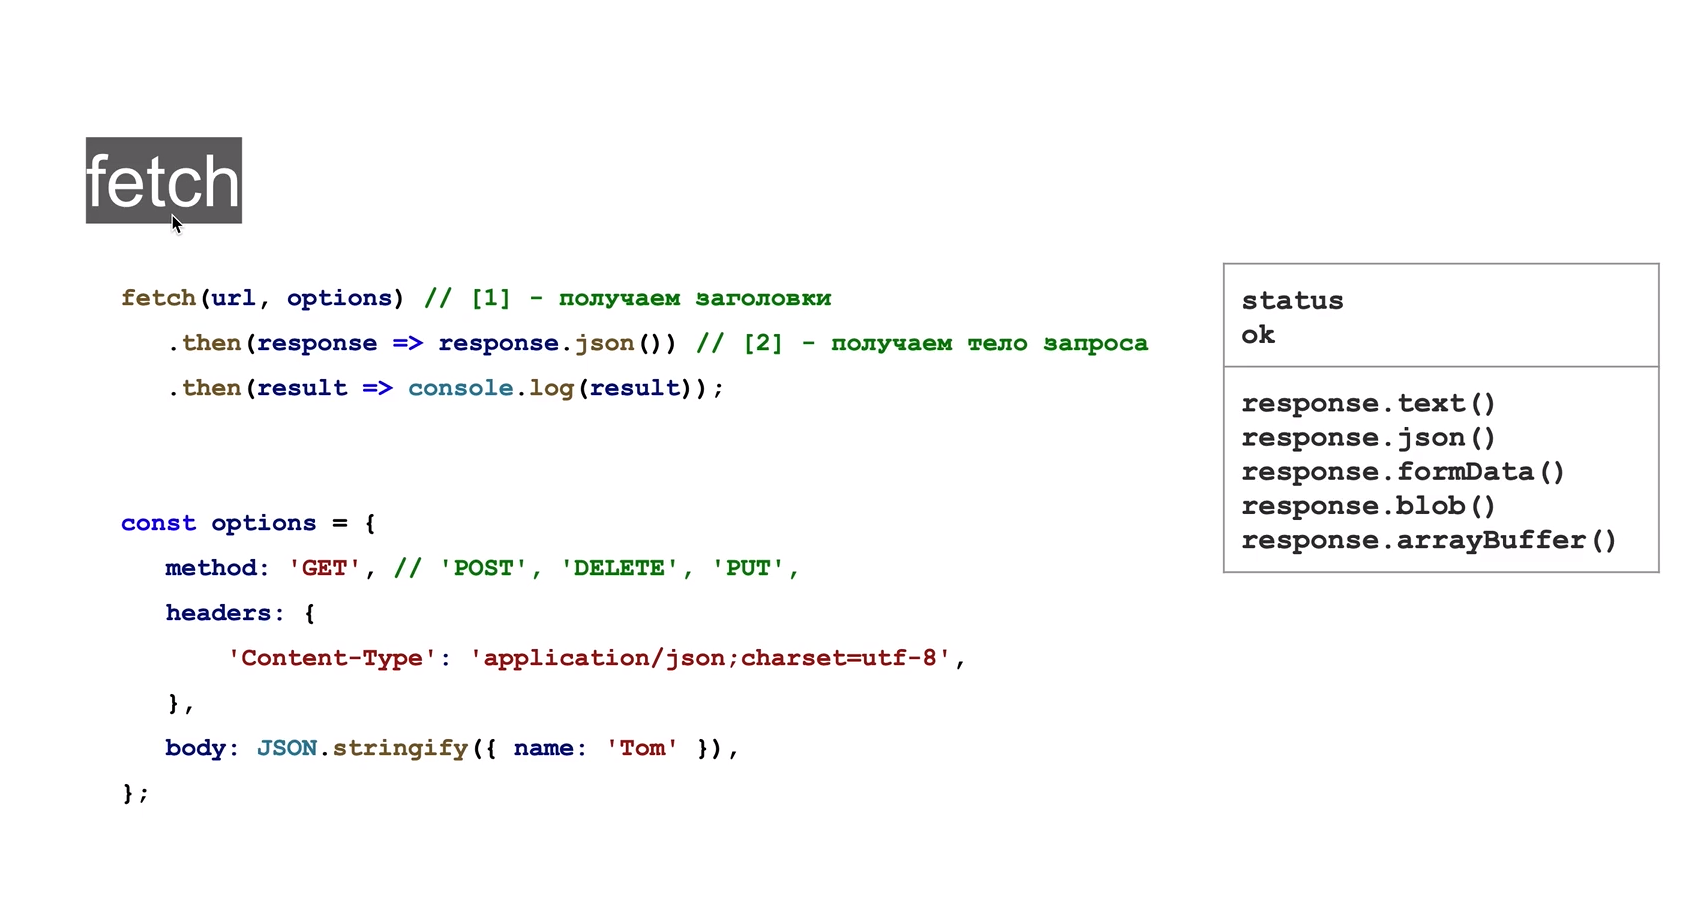 fetch
fetch(url, options) // [1] - получаем заголовки
.then(response => response.json()) // [2] - получаем тело запроса
.then(result => console.log(result));
const options = {
method: 'GET', // 'POST', 'DELETE', 'PUT',
headers: {
'Content-Type': 'application/json;charset=utf-8',
},
body: JSON.stringify({ name: 'Tom' }),
};
status
ok
response.text()
response.json()
response.formData()
response.blob()
response.arrayBuffer()